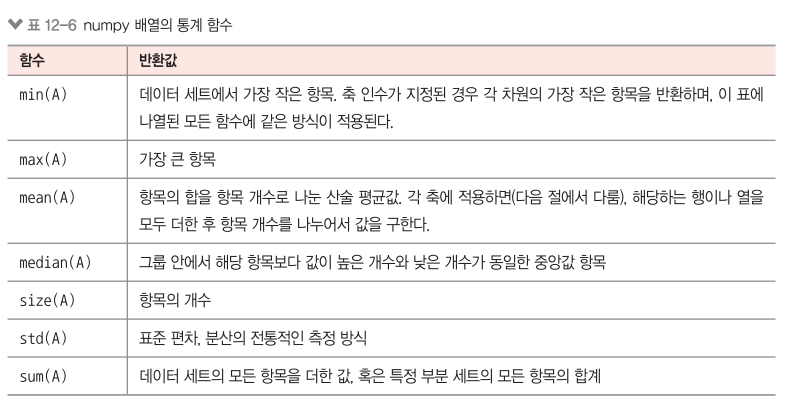 ▼ 표 12-6 numpy 배열의 통계 함수
함수 반환값
min(A) 데이터 세트에서 가장 작은 항목. 축 인수가 지정된 경우 각 차원의 가장 작은 항목을 반환하며, 이 표에
나열된 모든 함수에 같은 방식이 적용된다.
max(A) 가장 큰 항목
mean(A) 항목의 합을 항목 개수로 나눈 산술 평균값. 각 축에 적용하면(다음 절에서 다룸), 해당하는 행이나 열을
모두 더한 후 항목 개수를 나누어서 값을 구한다.
median(A) 그룹 안에서 해당 항목보다 값이 높은 개수와 낮은 개수가 동일한 중앙값 항목
size(A) 항목의 개수
std(A) 표준 편차, 분산의 전통적인 측정 방식
sum(A) 데이터 세트의 모든 항목을 더한 값, 혹은 특정 부분 세트의 모든 항목의 합계